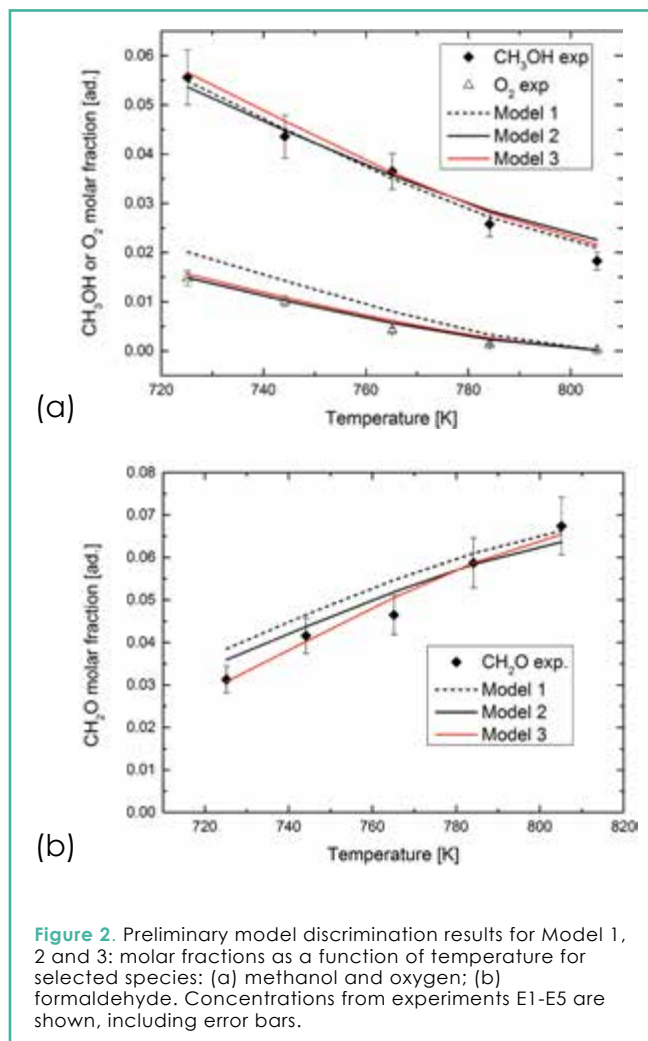 0.06
0.05
0.04
0.03
0.02
0.01
0.00
CH₃OH or O₂ molar fraction [ad.]
CH₃OH exp
O₂ exp
Model 1
Model 2
Model 3
720 740 760 780 800
Temperature [K]
(a)
0.08
0.07
0.06
0.05
0.04
0.03
0.02
0.01
0.00
CH₂O molar fraction [ad.]
CH₂O exp.
Model 1
Model 2
Model 3
720 740 760 780 800 820
Temperature [K]
(b)
Figure 2. Preliminary model discrimination results for Model 1,
2 and 3: molar fractions as a function of temperature for
selected species: (a) methanol and oxygen; (b)
formaldehyde. Concentrations from experiments E1-E5 are
shown, including error bars.